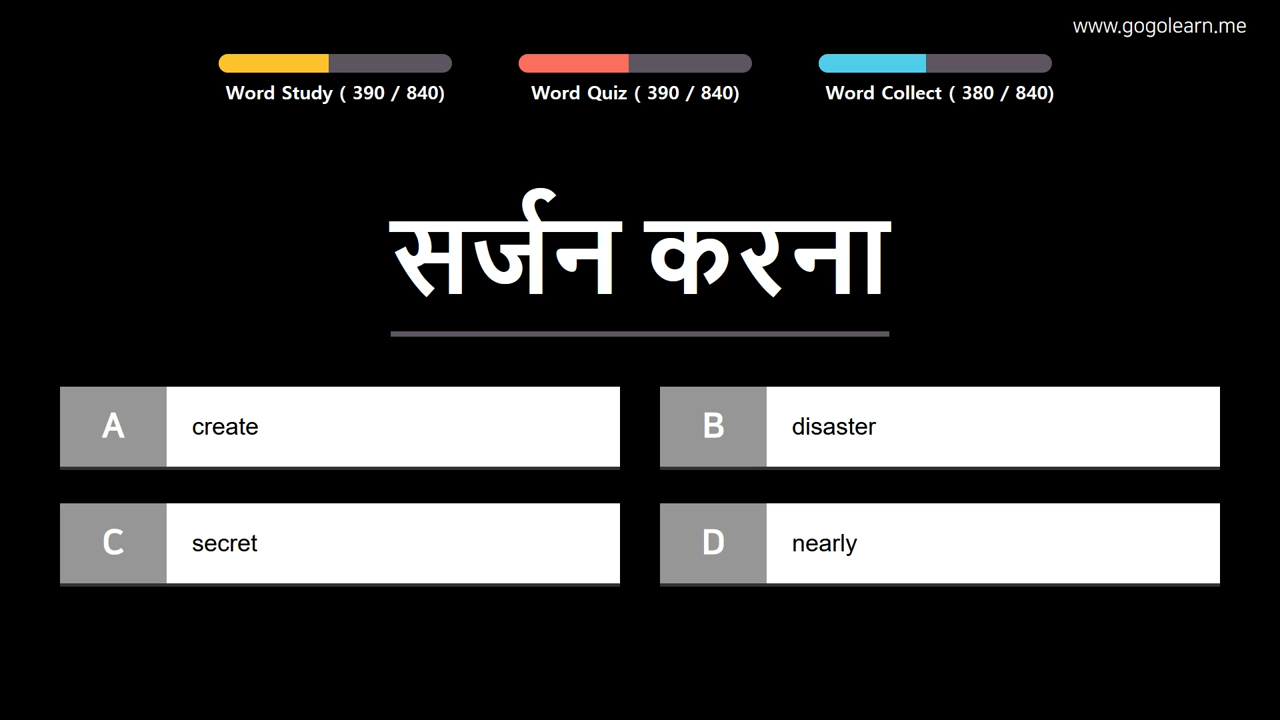 www.gogolearn.me
Word Study ( 390 / 840)
Word Quiz ( 390 / 840)
Word Collect ( 380 / 840)
सर्जन करना
A create
B disaster
C secret
D nearly